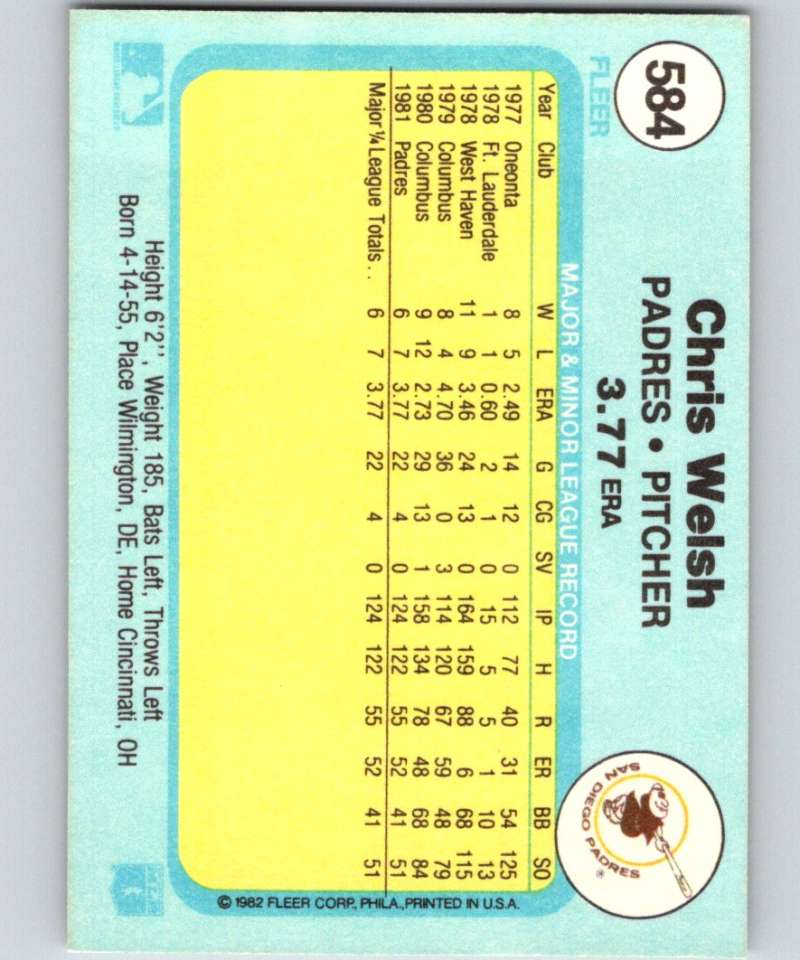 584
FLEER
Chris Welsh
PADRES • PITCHER
3.77 ERA
SAN DIEGO PADRES ®
MAJOR & MINOR LEAGUE RECORD
Year Club W L ERA G CG SV IP H R ER BB SO
1977 Oneonta 8 5 2.49 14 12 0 112 77 40 31 54 125
1978 Ft. Lauderdale 1 1 0.60 2 1 0 15 5 5 1 10 13
1978 West Haven 11 9 3.46 24 13 0 164 159 88 6 68 115
1979 Columbus 8 4 4.70 36 0 3 114 120 67 59 48 79
1980 Columbus 9 12 2.73 29 13 1 158 134 78 48 68 84
1981 Padres 6 7 3.77 22 4 0 124 122 55 52 41 51
Major ¼ League Totals . . 6 7 3.77 22 4 0 124 122 55 52 41 51
© 1982 FLEER CORP, PHILA.,PRINTED IN U.S.A.
Height 6'2'', Weight 185, Bats Left, Throws Left
Born 4-14-55, Place Wilmington, DE, Home Cincinnati, OH